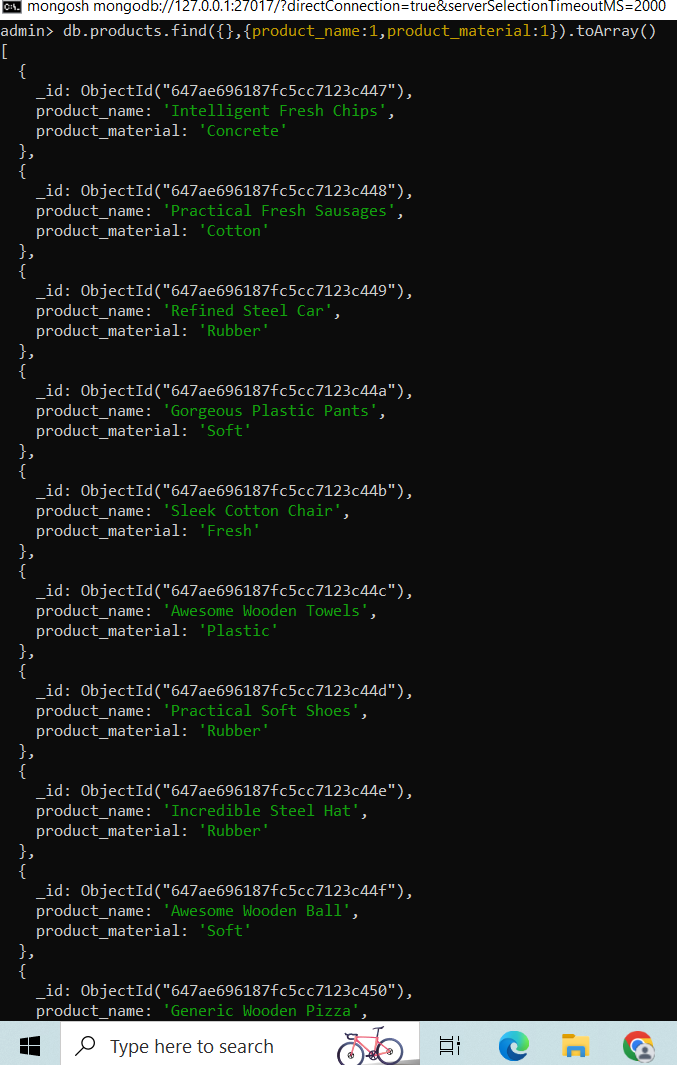 mongosh mongodb://127.0.0.1:27017/?directConnection=true&serverSelectionTimeoutMS=2000
admin> db.products.find({},{product_name:1,product_material:1}).toArray()
[
  {
    _id: ObjectId("647ae696187fc5cc7123c447"),
    product_name: 'Intelligent Fresh Chips',
    product_material: 'Concrete'
  },
  {
    _id: ObjectId("647ae696187fc5cc7123c448"),
    product_name: 'Practical Fresh Sausages',
    product_material: 'Cotton'
  },
  {
    _id: ObjectId("647ae696187fc5cc7123c449"),
    product_name: 'Refined Steel Car',
    product_material: 'Rubber'
  },
  {
    _id: ObjectId("647ae696187fc5cc7123c44a"),
    product_name: 'Gorgeous Plastic Pants',
    product_material: 'Soft'
  },
  {
    _id: ObjectId("647ae696187fc5cc7123c44b"),
    product_name: 'Sleek Cotton Chair',
    product_material: 'Fresh'
  },
  {
    _id: ObjectId("647ae696187fc5cc7123c44c"),
    product_name: 'Awesome Wooden Towels',
    product_material: 'Plastic'
  },
  {
    _id: ObjectId("647ae696187fc5cc7123c44d"),
    product_name: 'Practical Soft Shoes',
    product_material: 'Rubber'
  },
  {
    _id: ObjectId("647ae696187fc5cc7123c44e"),
    product_name: 'Incredible Steel Hat',
    product_material: 'Rubber'
  },
  {
    _id: ObjectId("647ae696187fc5cc7123c44f"),
    product_name: 'Awesome Wooden Ball',
    product_material: 'Soft'
  },
  {
    _id: ObjectId("647ae696187fc5cc7123c450"),
    product_name: 'Generic Wooden Pizza',
Type here to search